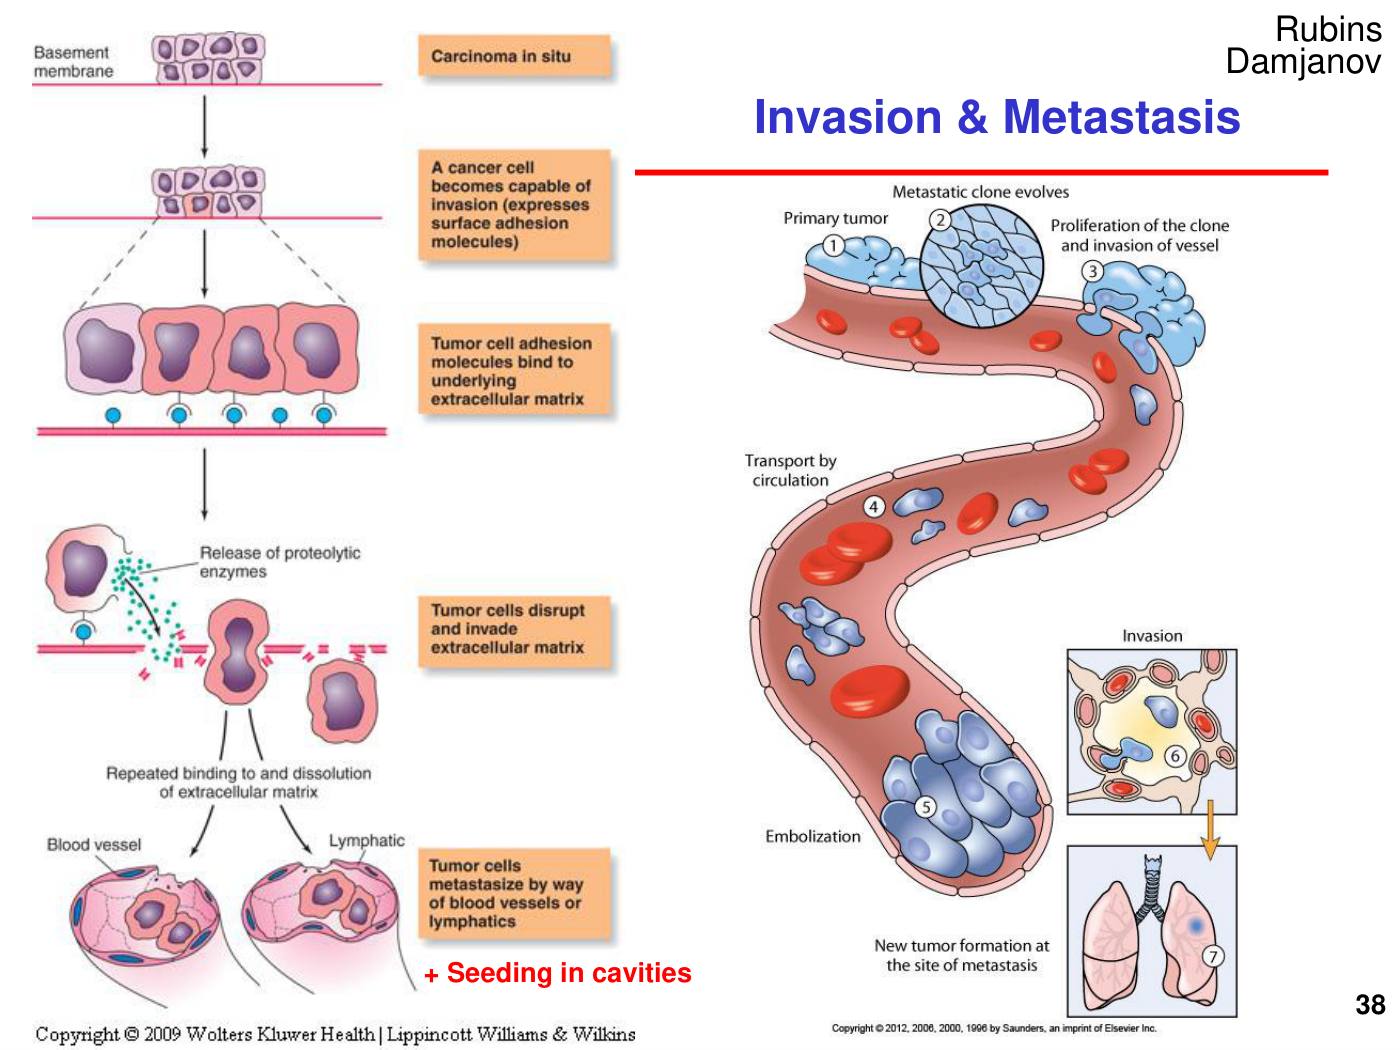 Rubins
Damjanov
Invasion & Metastasis
Basement
membrane
Carcinoma in situ
A cancer cell
becomes capable of
invasion (expresses
surface adhesion
molecules)
Tumor cell adhesion
molecules bind to
underlying
extracellular matrix
Release of proteolytic
enzymes
Tumor cells disrupt
and invade
extracellular matrix
Repeated binding to and dissolution
of extracellular matrix
Blood vessel
Lymphatic
Tumor cells
metastasize by way
of blood vessels or
lymphatics
+ Seeding in cavities
Copyright © 2009 Wolters Kluwer Health | Lippincott Williams & Wilkins
Metastatic clone evolves
Primary tumor
2
1
Proliferation of the clone
and invasion of vessel
3
Transport by
circulation
4
Invasion
6
5
Embolization
New tumor formation at
the site of metastasis
7
Copyright © 2012, 2006, 2000, 1996 by Saunders, an imprint of Elsevier Inc.
38